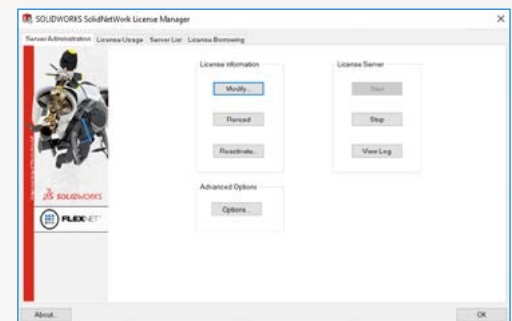 SOLIDWORKS SolidNetWork License Manager
Server Administration License Usage Server List License Borrowing
License Information
Modify...
Reread
Reactivate...
License Server
Start
Stop
View Log
Advanced Options
Options...
SOLIDWORKS
FLEXNET
About...
OK